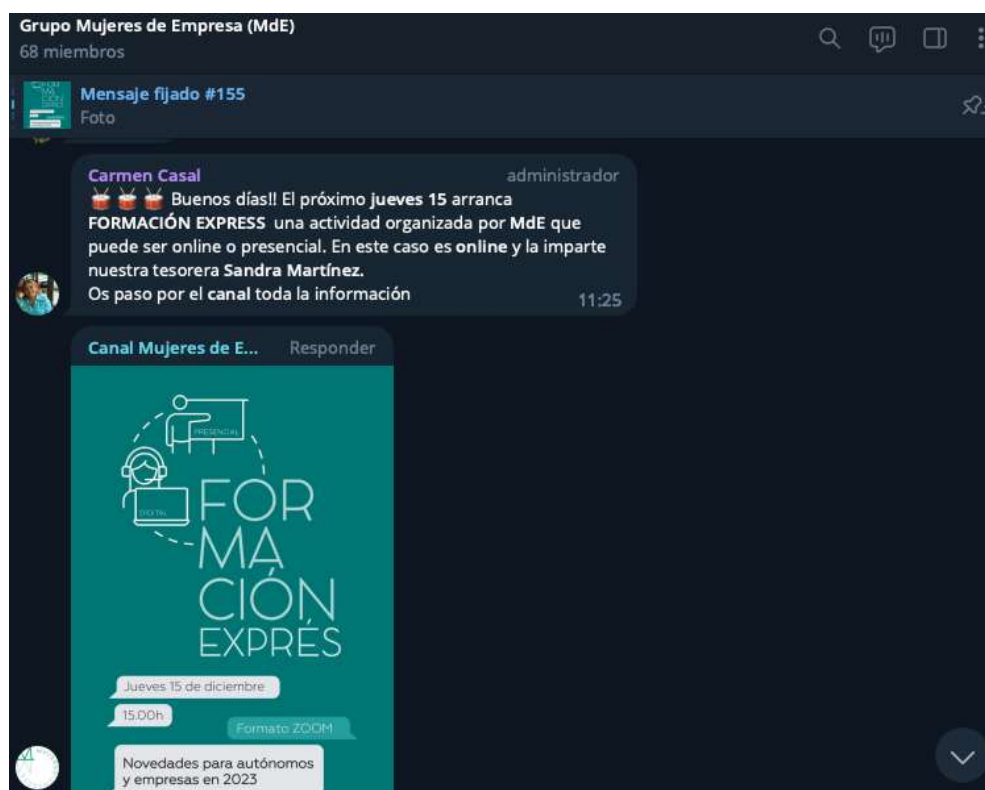 Grupo Mujeres de Empresa (MdE)
68 miembros
Mensaje fijado #155
Foto
Carmen Casal administrador
🥁 🥁 🥁 Buenos días!! El próximo jueves 15 arranca
FORMACIÓN EXPRESS una actividad organizada por MdE que
puede ser online o presencial. En este caso es online y la imparte
nuestra tesorera Sandra Martínez.
Os paso por el canal toda la información
11:25
Canal Mujeres de E... Responder
PRESENCIAL
DIGITAL
FOR
MA
CIÓN
EXPRÉS
Jueves 15 de diciembre
15.00h
Formato ZOOM
Novedades para autónomos
y empresas en 2023